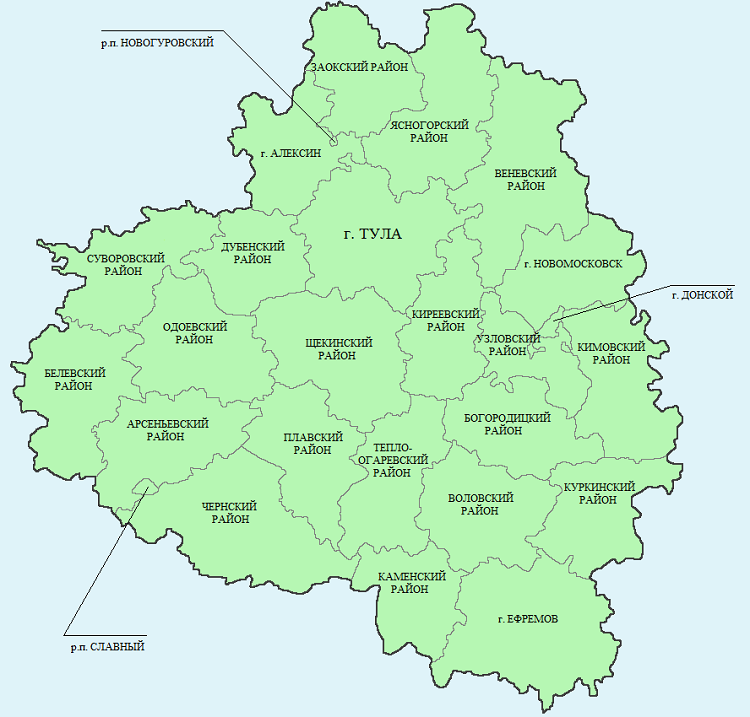 р.п. НОВОГУРОВСКИЙ
ЗАОКСКИЙ РАЙОН
ЯСНОГОРСКИЙ
РАЙОН
г. АЛЕКСИН
ВЕНЕВСКИЙ
РАЙОН
г. ТУЛА
ДУБЕНСКИЙ
РАЙОН
СУВОРОВСКИЙ
РАЙОН
г. НОВОМОСКОВСК
г. ДОНСКОЙ
КИРЕЕВСКИЙ
РАЙОН
ОДОЕВСКИЙ
РАЙОН
ЩЕКИНСКИЙ
РАЙОН
УЗЛОВСКИЙ
РАЙОН
КИМОВСКИЙ
РАЙОН
БЕЛЕВСКИЙ
РАЙОН
АРСЕНЬЕВСКИЙ
РАЙОН
ПЛАВСКИЙ
РАЙОН
ТЕПЛО-
ОГАРЕВСКИЙ
РАЙОН
БОГОРОДИЦКИЙ
РАЙОН
ЧЕРНСКИЙ
РАЙОН
ВОЛОВСКИЙ
РАЙОН
КУРКИНСКИЙ
РАЙОН
КАМЕНСКИЙ
РАЙОН
г. ЕФРЕМОВ
р.п. СЛАВНЫЙ